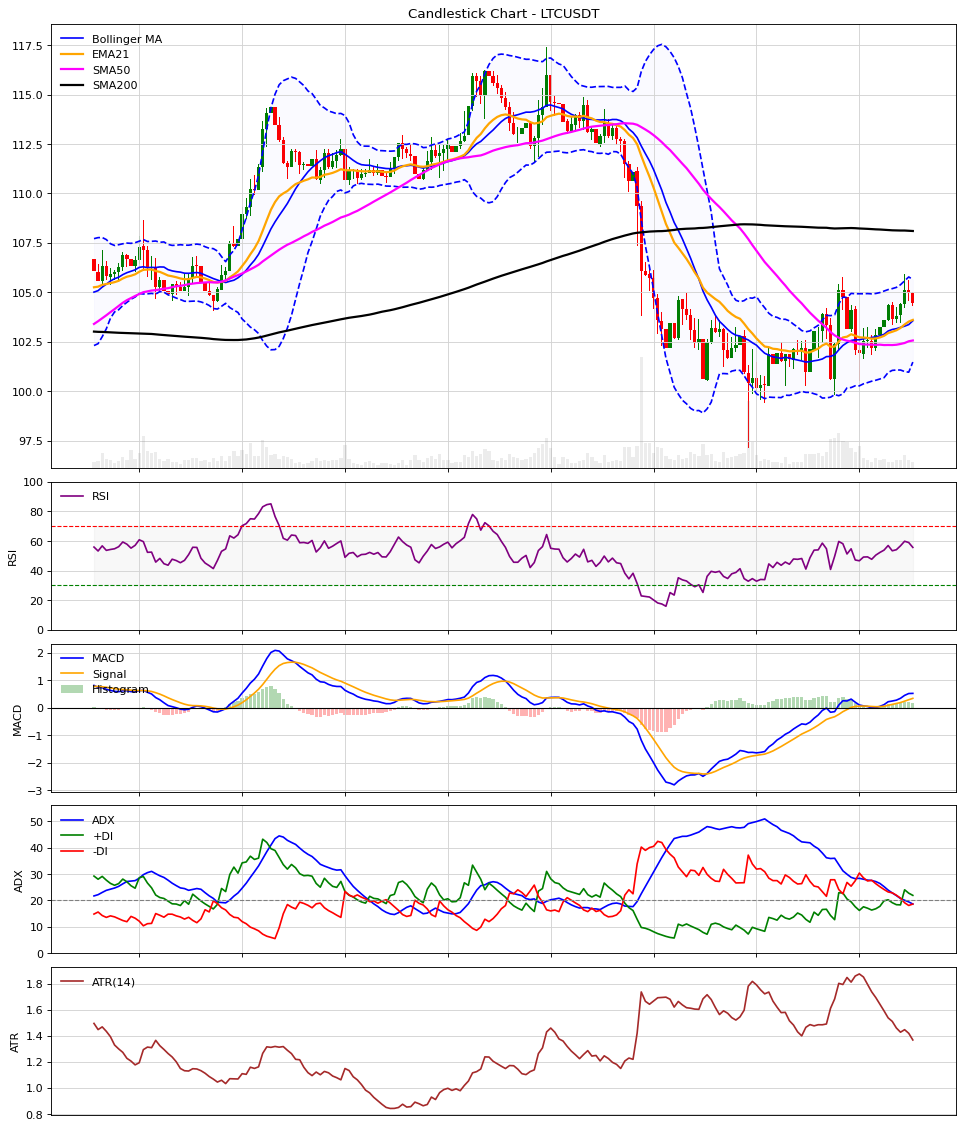 Candlestick Chart - LTCUSDT
Bollinger MA
EMA21
SMA50
SMA200
117.5
115.0
112.5
110.0
107.5
105.0
102.5
100.0
97.5
RSI
RSI
100
80
60
40
20
0
MACD
Signal
Histogram
MACD
2
1
0
−1
−2
−3
ADX
+DI
-DI
ADX
50
40
30
20
10
0
ATR(14)
ATR
1.8
1.6
1.4
1.2
1.0
0.8